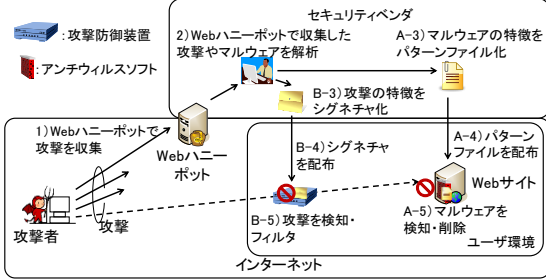 セキュリティベンダ
:攻撃防御装置
:アンチウィルスソフト
2)Webハニーポットで収集した
攻撃やマルウェアを解析
A-3)マルウェアの特徴を
パターンファイル化
B-3)攻撃の特徴を
シグネチャ化
1)Webハニーポットで
攻撃を収集
Webハニー
ポット
B-4)シグネチャ
を配布
A-4)パターン
ファイルを配布
Webサイト
攻撃者
攻撃
B-5)攻撃を検知・
フィルタ
A-5)マルウェアを
検知・削除
ユーザ環境
インターネット